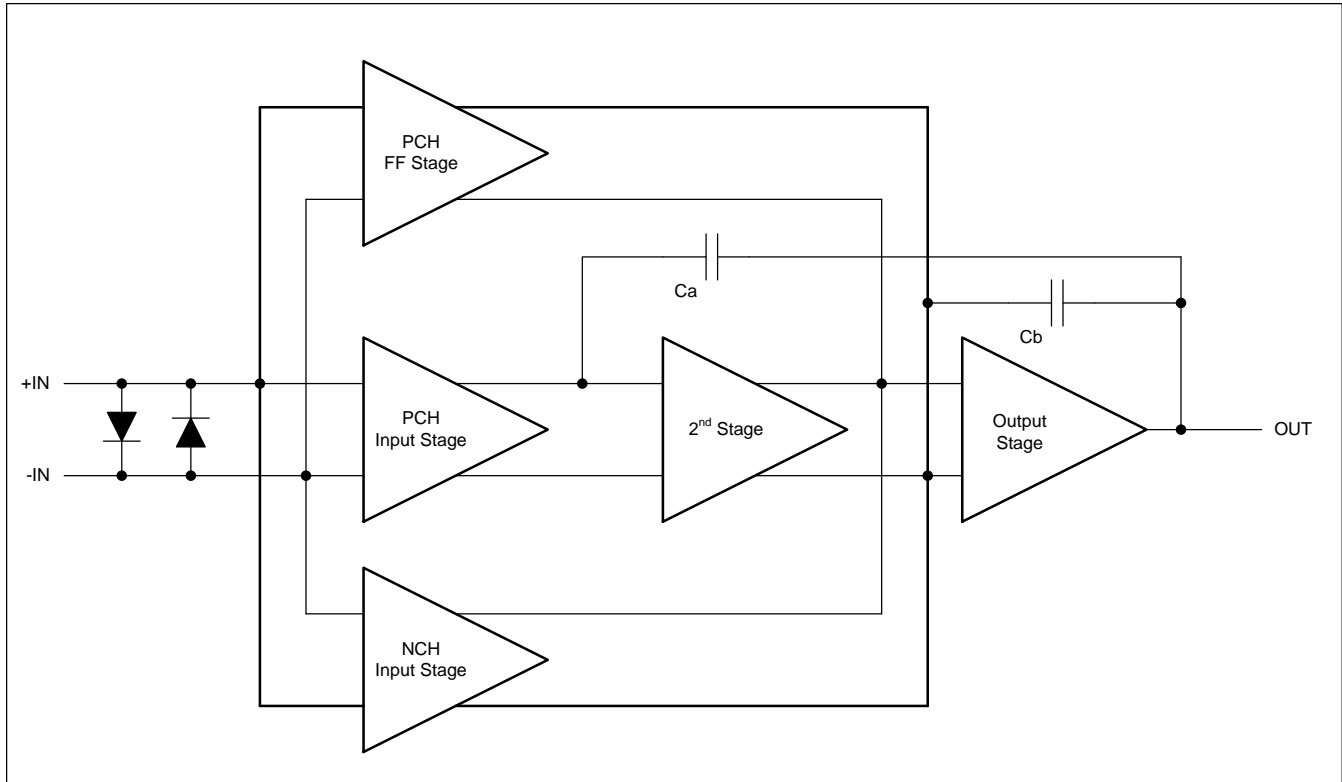 PCH
FF Stage
Ca
Cb
+IN
PCH
Input Stage
2nd Stage
Output
Stage
OUT
-IN
NCH
Input Stage